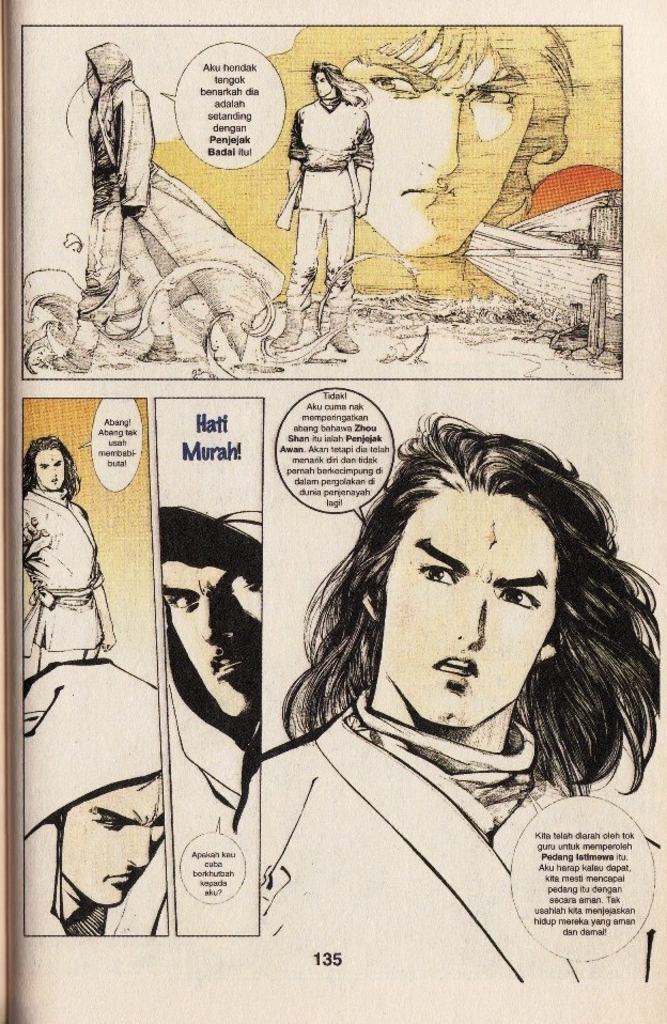 Aku hendak
tengok
benarkah dia
adalah
setanding
dengan
Penjejak
Badai itu!
Abang!
Abang tak
usah
membabi-
buta!
Hati
Murah!
Apakah kau
cuba
berkhutbah
kepada
aku?
Tidak!
Aku cuma nak
memperingatkan
abang bahawa Zhou
Shan itu ialah Penjejak
Awan. Akan tetapi dia telah
menarik diri dan tidak
pernah berkecimpung di
dalam pergolakan di
dunia penjenayah
lagi!
Kita telah diarah oleh tok
guru untuk memperoleh
Pedang Istimewa itu.
Aku harap kalau dapat,
kita mesti mencapai
pedang itu dengan
secara aman. Tak
usahlah kita menjejaskan
hidup mereka yang aman
dan damai!
135